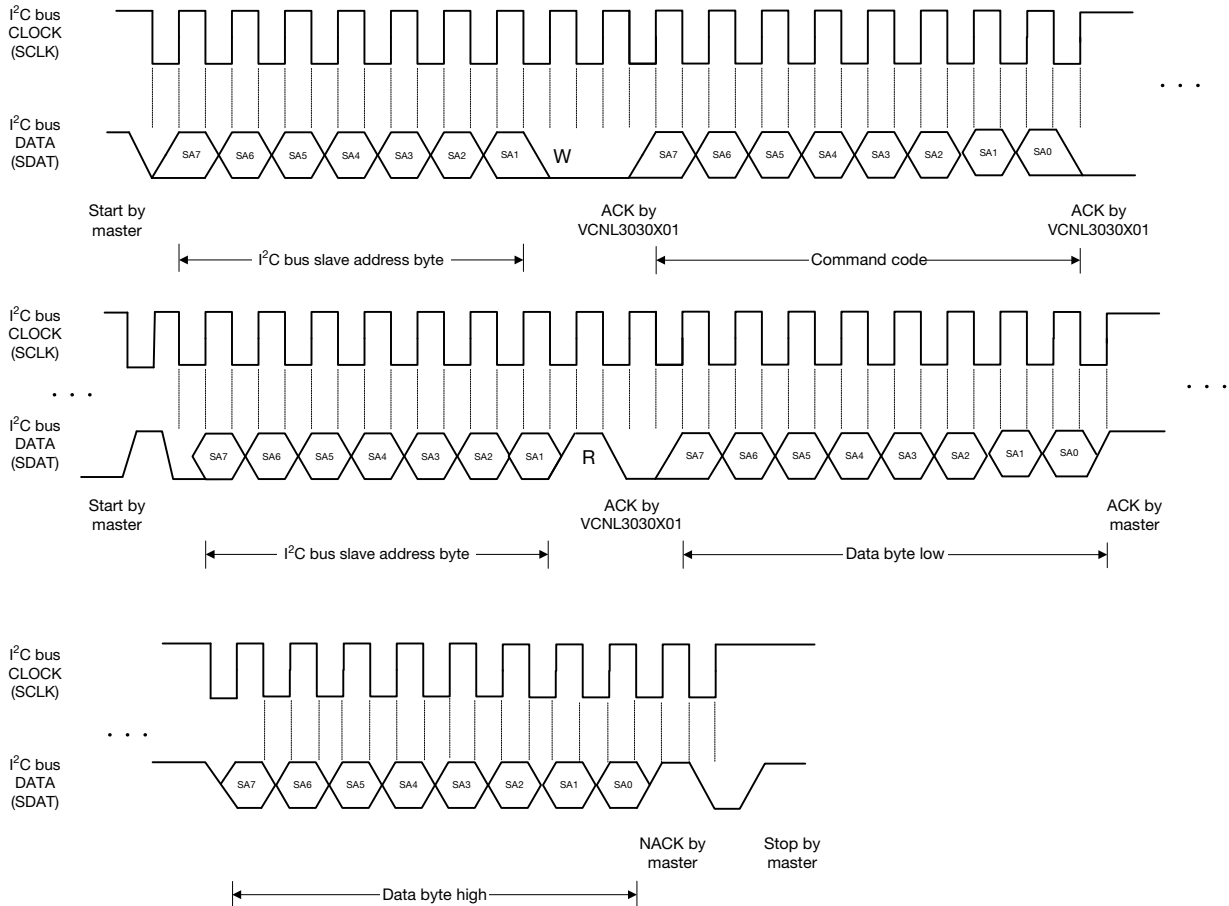 I²C bus
CLOCK
(SCLK)
. . .
I²C bus
DATA
(SDAT)
SA7 SA6 SA5 SA4 SA3 SA2 SA1 W SA7 SA6 SA5 SA4 SA3 SA2 SA1 SA0
Start by
master
ACK by
VCNL3030X01
ACK by
VCNL3030X01
I²C bus slave address byte
Command code
I²C bus
CLOCK
(SCLK)
. . .
. . .
I²C bus
DATA
(SDAT)
SA7 SA6 SA5 SA4 SA3 SA2 SA1 R SA7 SA6 SA5 SA4 SA3 SA2 SA1 SA0
Start by
master
ACK by
VCNL3030X01
ACK by
master
I²C bus slave address byte
Data byte low
I²C bus
CLOCK
(SCLK)
. . .
I²C bus
DATA
(SDAT)
SA7 SA6 SA5 SA4 SA3 SA2 SA1 SA0
NACK by
master
Stop by
master
Data byte high